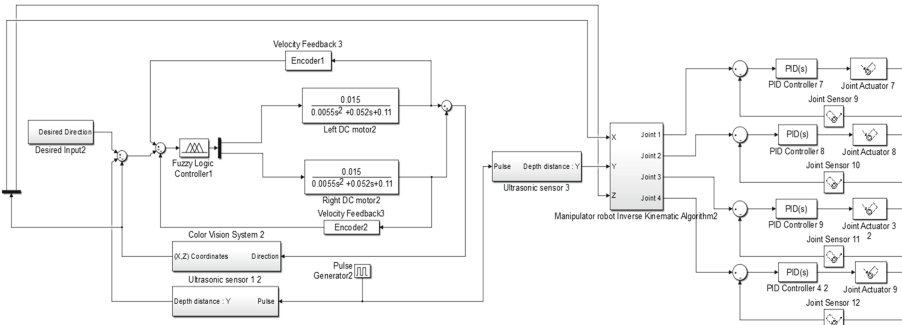 Velocity Feedback 3
Encoder1
0.015
0.0055s2 +0.052s+0.11
Left DC motor2
Desired Direction
Desired Input2
Fuzzy Logic
Controller1
0.015
0.0055s2 +0.052s+0.11
Right DC motor2
Velocity Feedback3
Encoder2
Color Vision System 2
(X,Z) Coordinates
Direction
Ultrasonic sensor 1 2
Depth distance : Y
Pulse
Pulse
Generator2
Pulse
Depth distance : Y
Ultrasonic sensor 3
X
Y
Z
Joint 1
Joint 2
Joint 3
Joint 4
Manipulator robot Inverse Kinematic Algorithm2
PID(s)
PID Controller 7
Joint Actuator 7
Joint Sensor 9
PID(s)
PID Controller 8
Joint Actuator 8
Joint Sensor 10
PID(s)
PID Controller 9
Joint Actuator 3
2
Joint Sensor 11
PID(s)
PID Controller 4 2
Joint Actuator 9
Joint Sensor 12